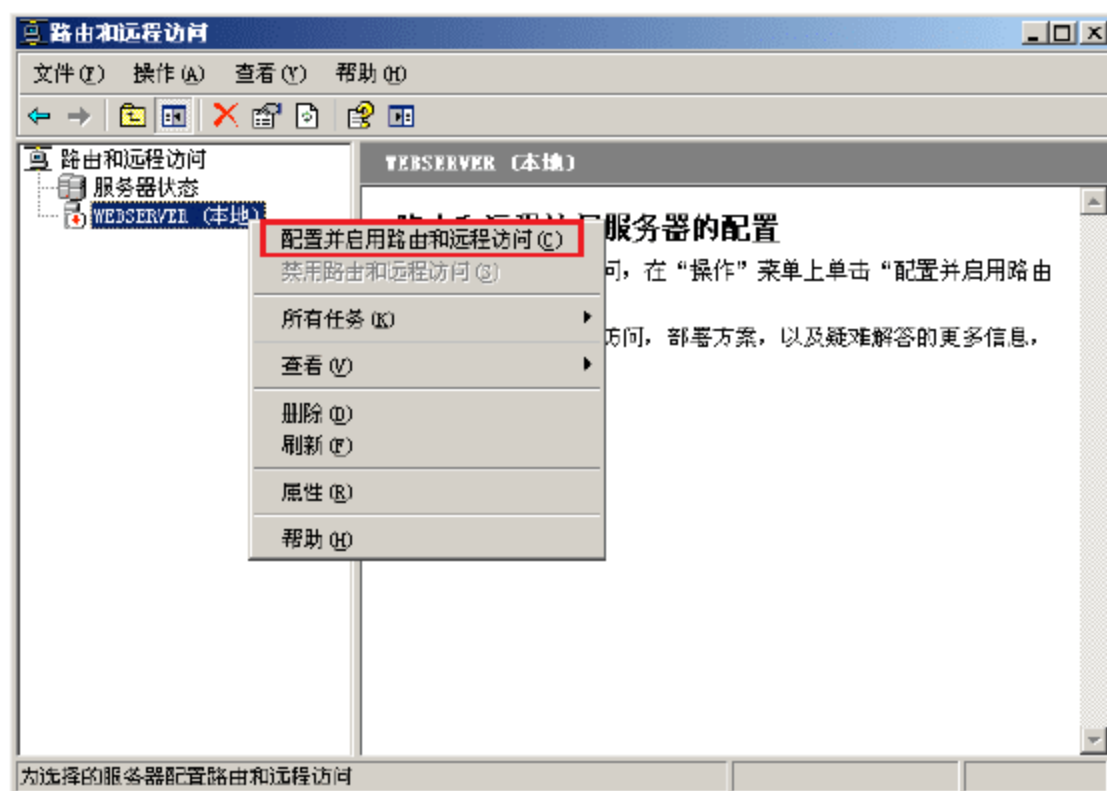 路由和远程访问
文件(F) 操作(A) 查看(V) 帮助(H)
路由和远程访问
服务器状态
WEBSERVER (本地)
WEBSERVER (本地)
服务器的配置
问，在“操作”菜单上单击“配置并启用路由
访问，部署方案，以及疑难解答的更多信息，
配置并启用路由和远程访问(C)
禁用路由和远程访问(S)
所有任务(K)
查看(V)
删除(D)
刷新(F)
属性(R)
帮助(H)
为选择的服务器配置路由和远程访问